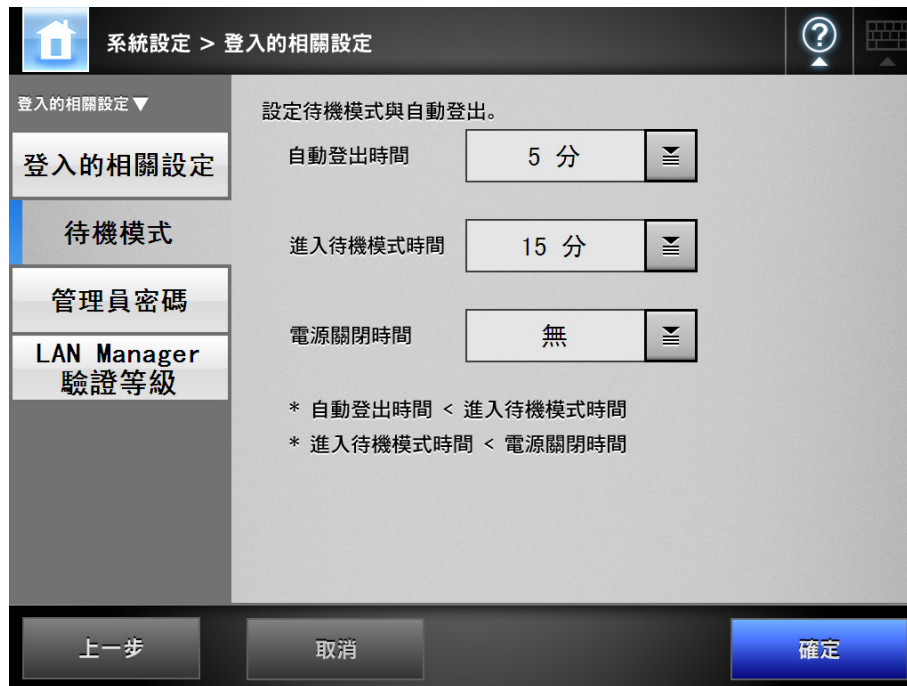 系統設定 > 登入的相關設定
?
登入的相關設定▼
登入的相關設定
待機模式
管理員密碼
LAN Manager
驗證等級
設定待機模式與自動登出。
自動登出時間 5 分
進入待機模式時間 15 分
電源關閉時間 無
* 自動登出時間 < 進入待機模式時間
* 進入待機模式時間 < 電源關閉時間
上一步 取消 確定